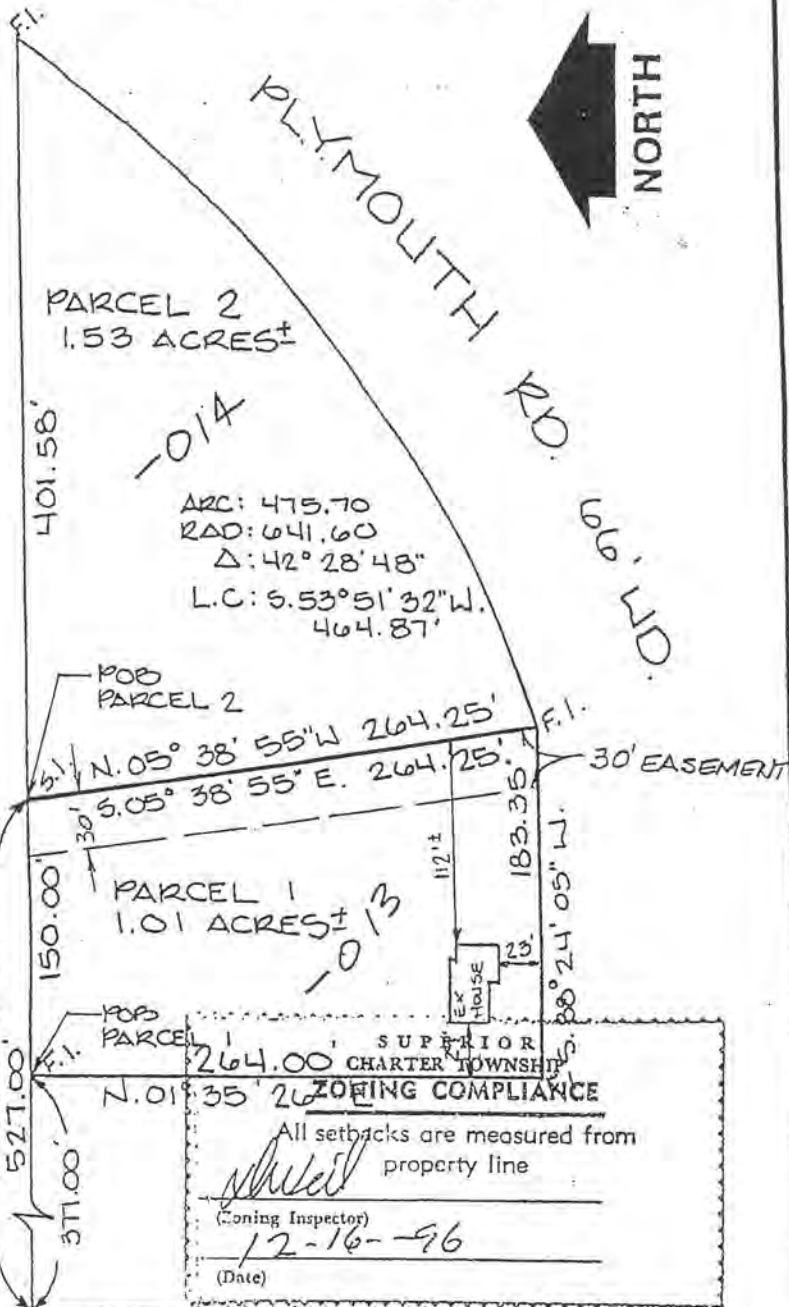 F.I.
NORTH
PLYMOUTH RD. 66' WD.
PARCEL 2
1.53 ACRES±
401.58'
-014
ARC: 475.70
RAD: 641.60
Δ: 42° 28' 48"
L.C: S.53°51'32"W.
464.87'
POB
PARCEL 2
F.I.
S.I.
N.05° 38' 55"W 264.25'
S.05° 38' 55" E. 264.25'
30' EASEMENT
30'
183.35'
112'±
150.00'
PARCEL 1
1.01 ACRES±
-013
S. 88° 24' 05" W.
23'
EX
HOUSE
POB
PARCEL 1
F.I.
264.00'
N.01° 35' 26" E
SUPERIOR
CHARTER TOWNSHIP
ZONING COMPLIANCE
All setbacks are measured from
property line
527.00'
377.00'
(Zoning Inspector)
12-16-96
(Date)